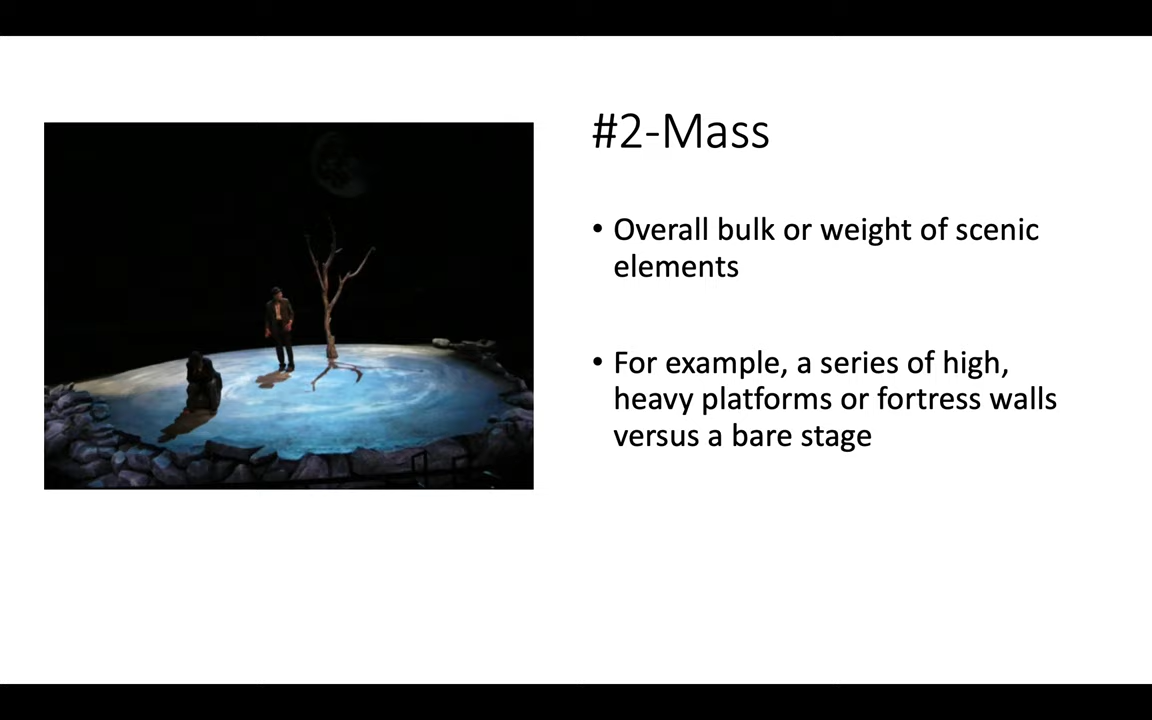 #2-Mass
• Overall bulk or weight of scenic
elements
• For example, a series of high,
heavy platforms or fortress walls
versus a bare stage